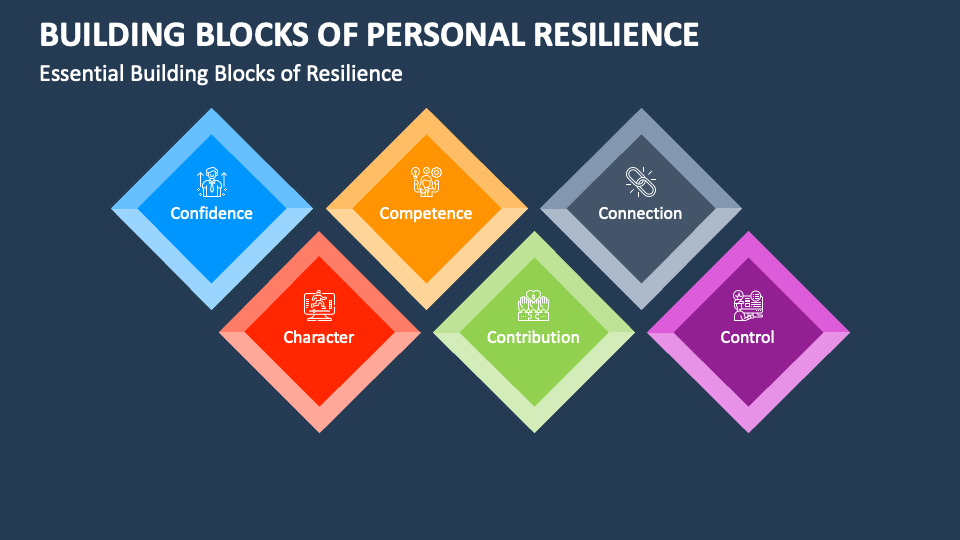 BUILDING BLOCKS OF PERSONAL RESILIENCE
Essential Building Blocks of Resilience
Confidence
Competence
Connection
Character
Contribution
Control